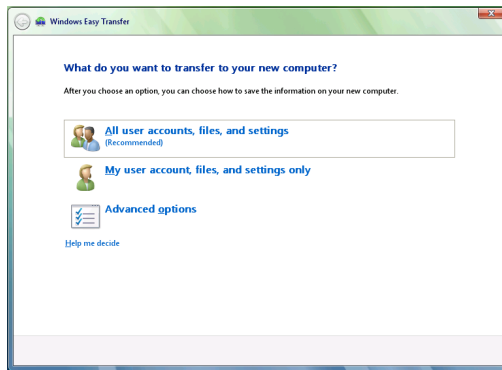 Windows Easy Transfer
What do you want to transfer to your new computer?
After you choose an option, you can choose how to save the information on your new computer.
All user accounts, files, and settings
(Recommended)
My user account, files, and settings only
Advanced options
Help me decide